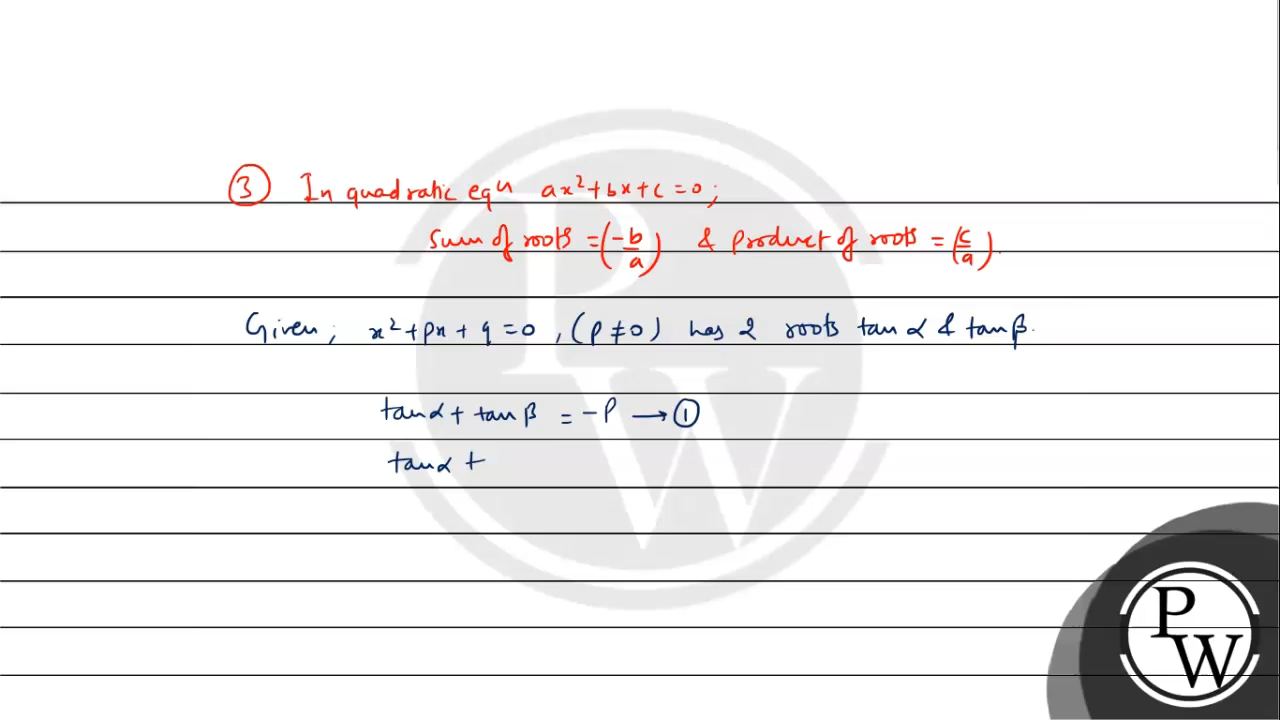 ③ In quadratic equ ax²+bx+c=0;
Sum of roots = (-b/a) & product of roots = (c/a).
Given; x²+px+q=0, (p≠0) has 2 roots tanα & tanβ.
tanα + tanβ = -p → ①
tanα t
P
W
PW